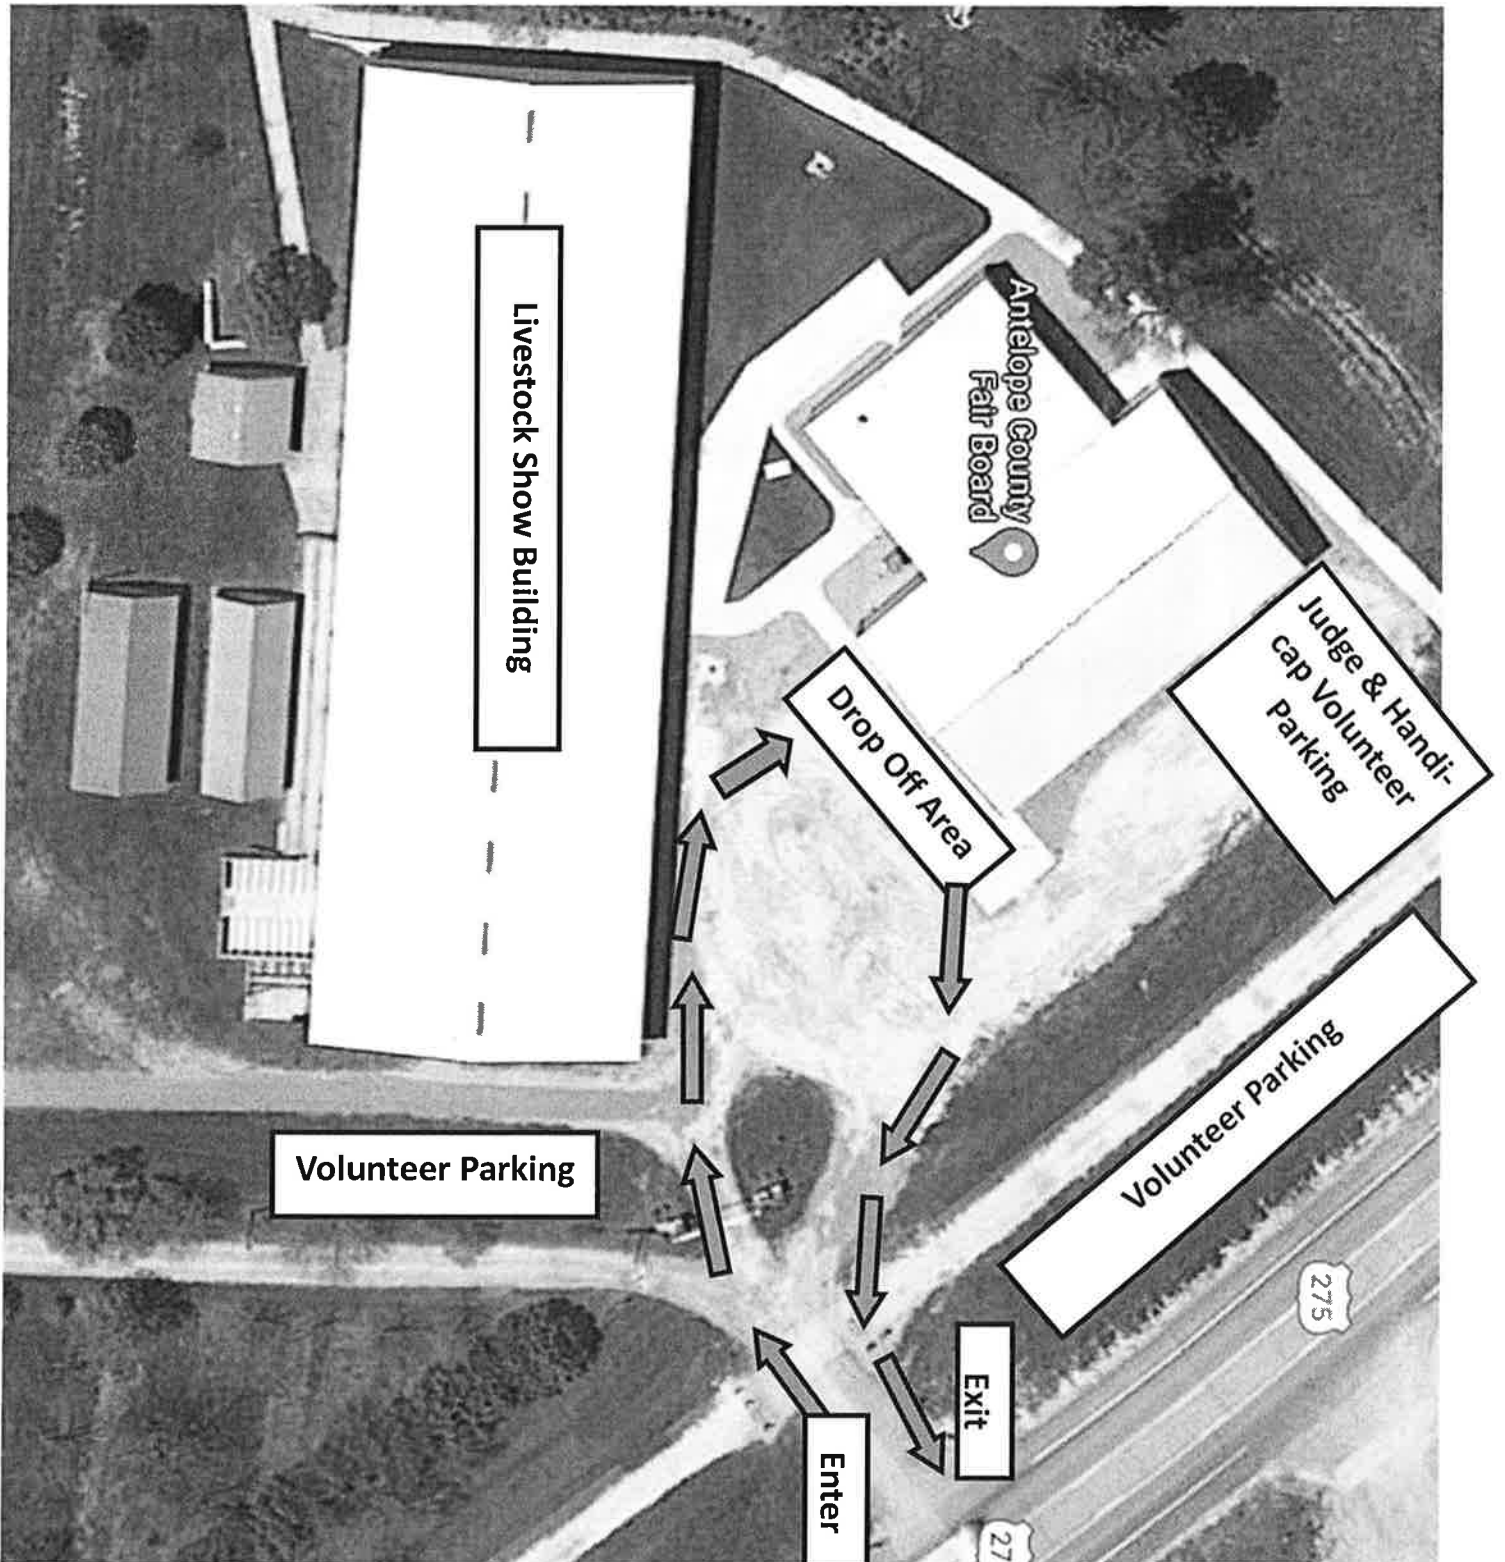 Livestock Show Building
Antelope County
Fair Board
Judge & Handi-
cap Volunteer
Parking
Drop Off Area
Volunteer Parking
Volunteer Parking
275
Exit
Enter
27